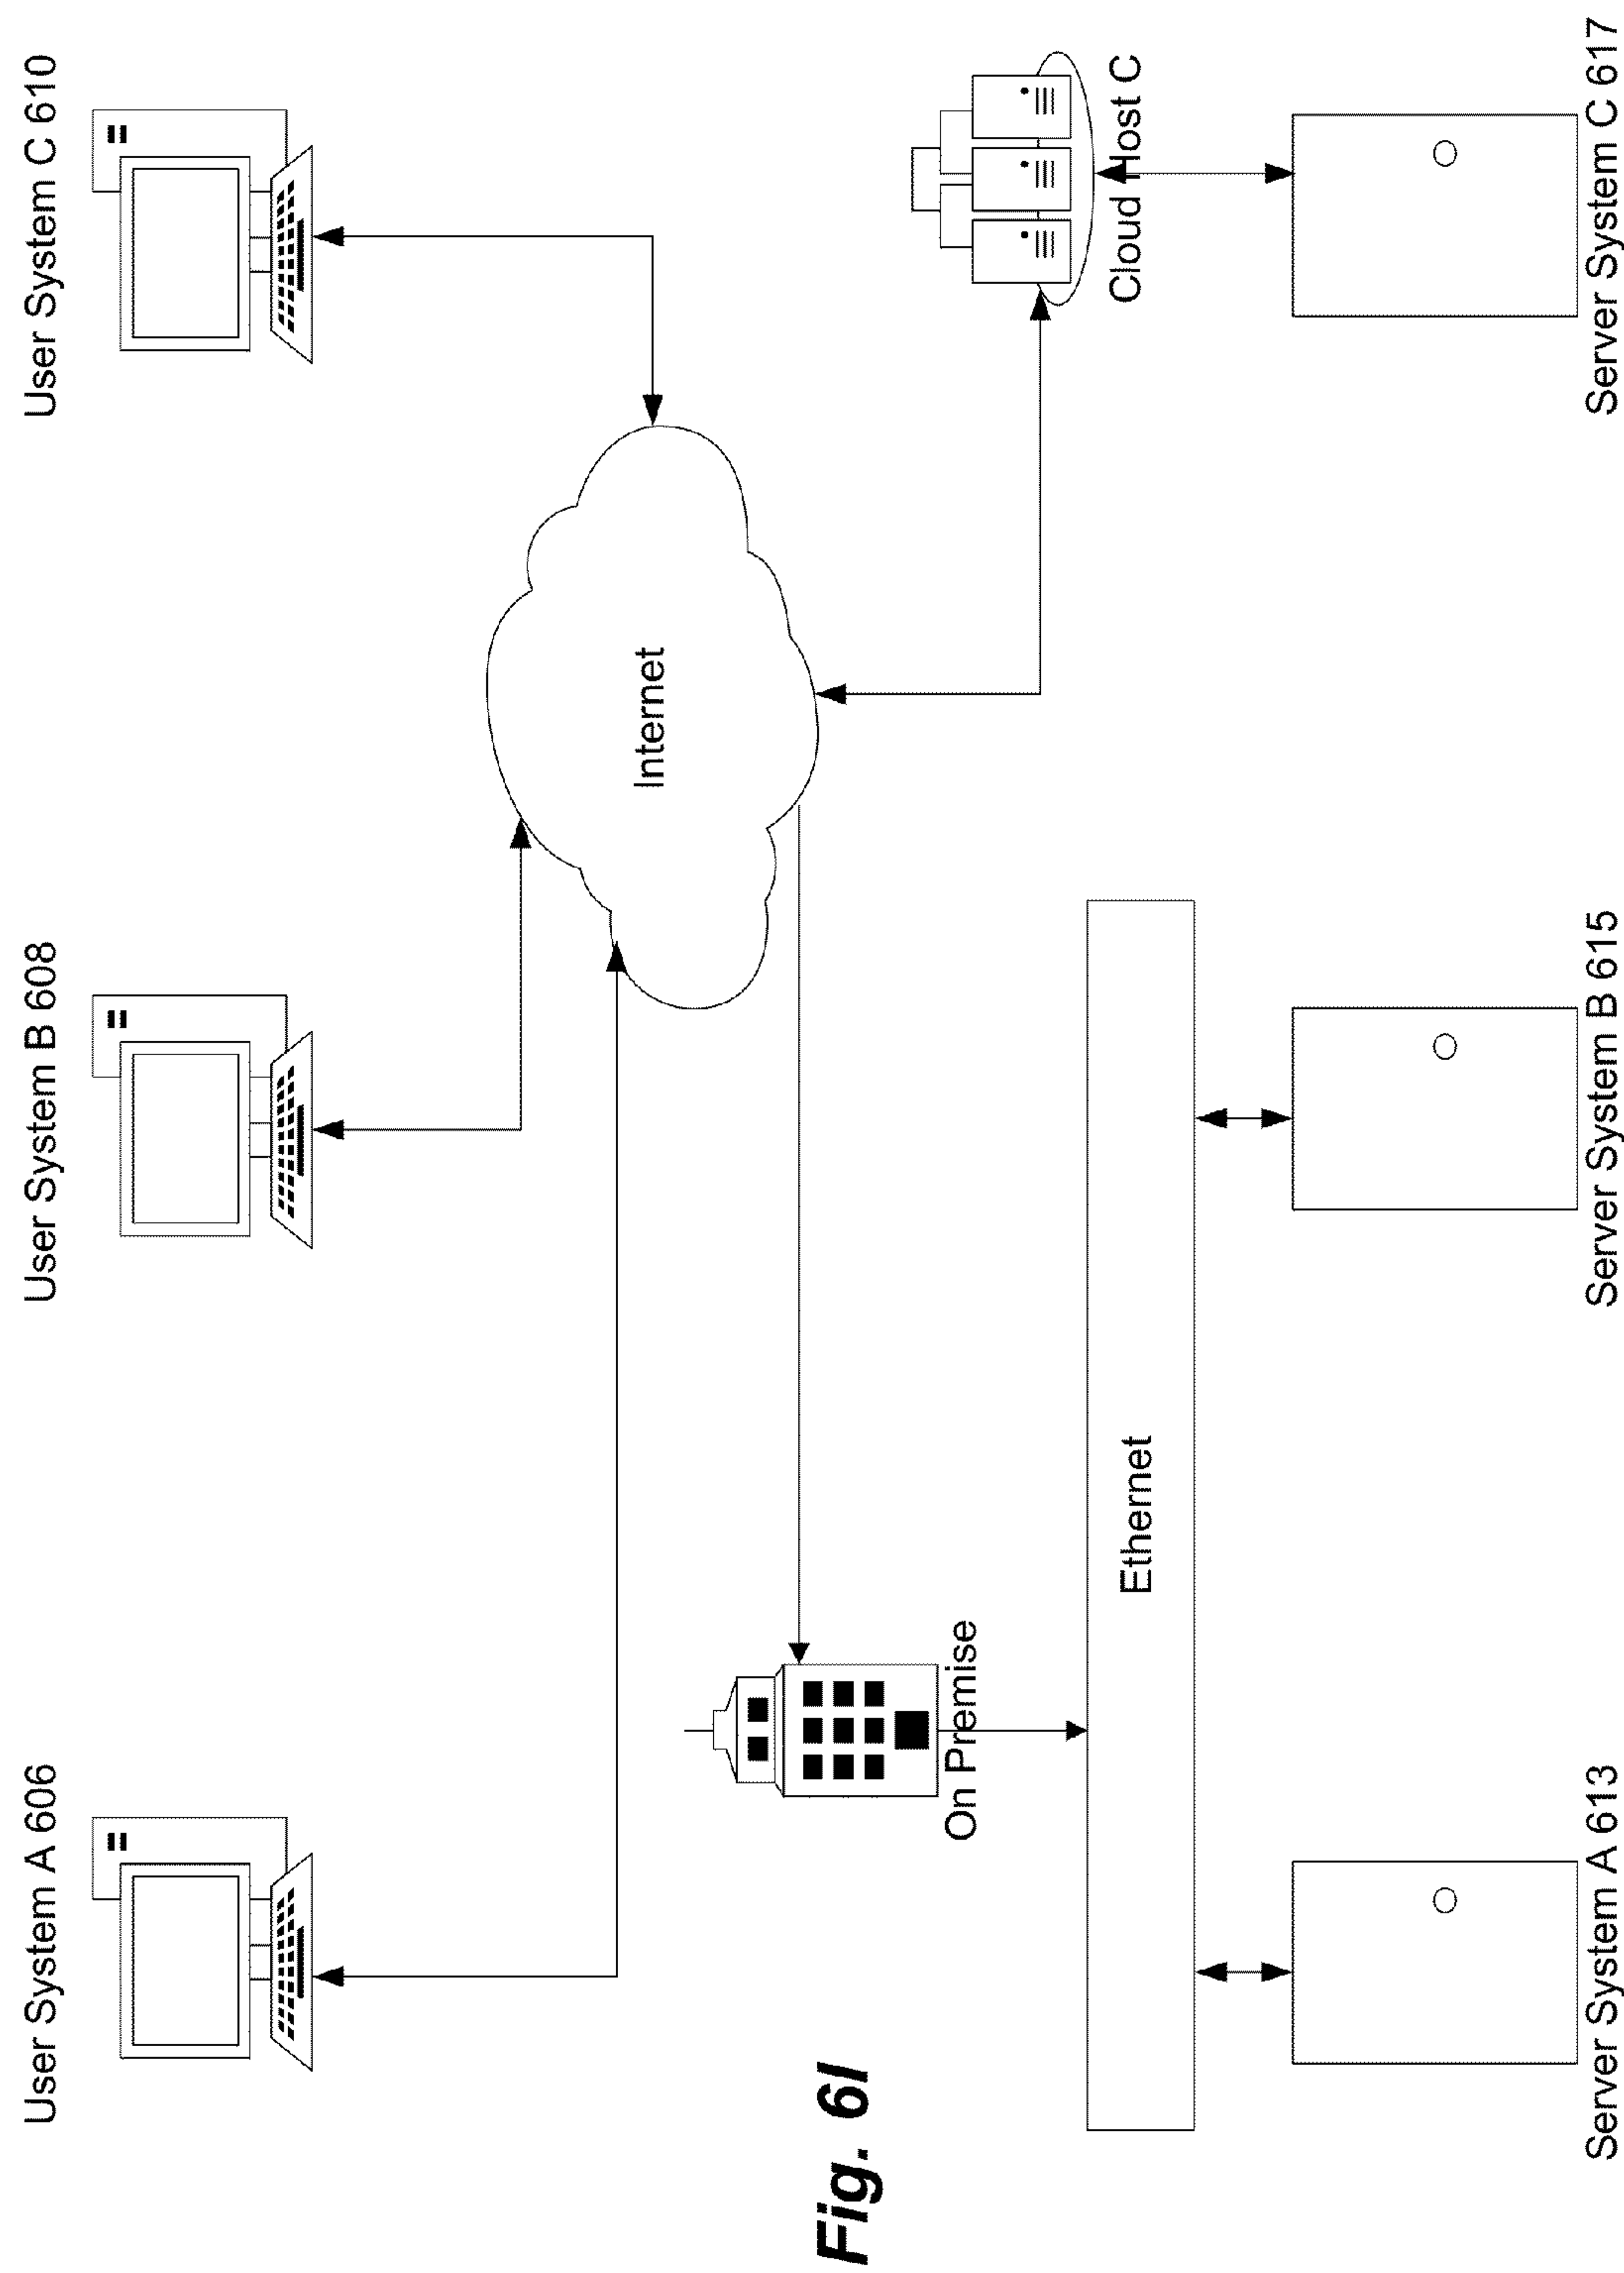 User System A 606
User System B 608
User System C 610
Internet
On Premise
Cloud Host C
Ethernet
Server System A 613
Server System B 615
Server System C 617
Fig. 6I